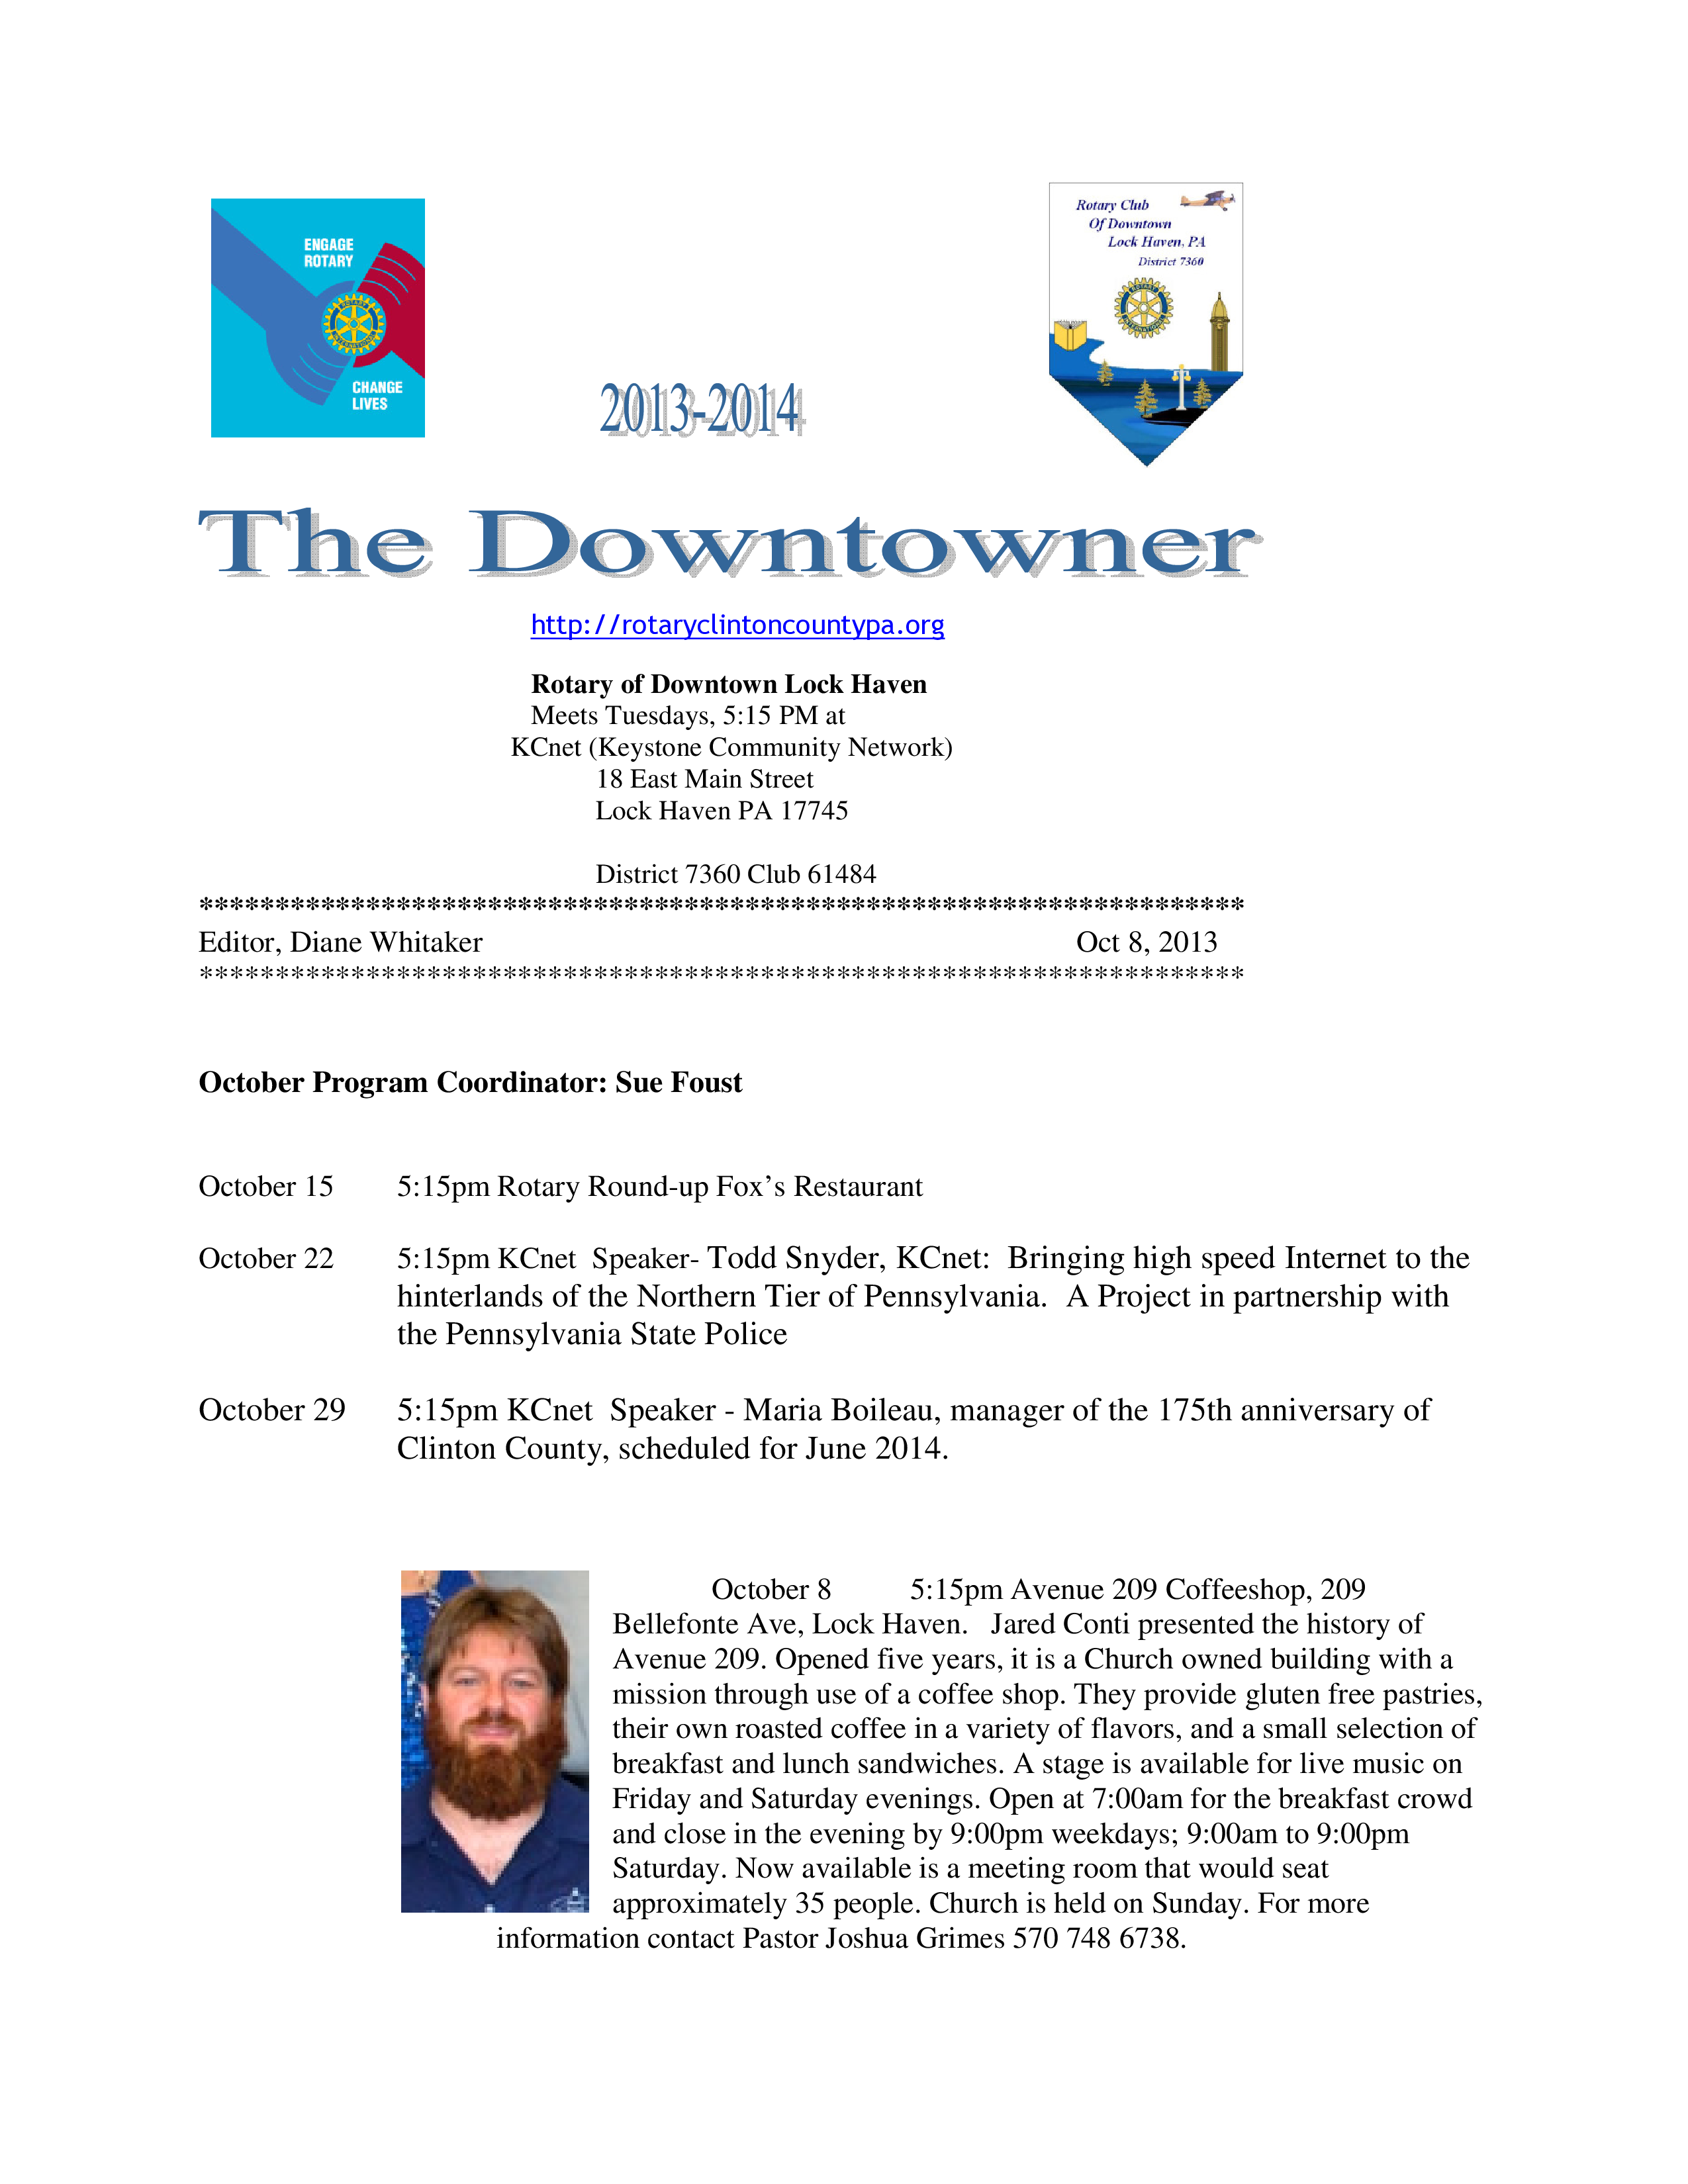 ENGAGE
ROTARY
CHANGE
LIVES
Rotary Club
Of Downtown
Lock Haven, PA
District 7360
ROTARY
INTERNATIONAL
2013-2014
The Downtowner
http://rotaryclintoncountypa.org
Rotary of Downtown Lock Haven
Meets Tuesdays, 5:15 PM at
KCnet (Keystone Community Network)
18 East Main Street
Lock Haven PA 17745
District 7360 Club 61484
*********************************************************************
Editor, Diane Whitaker Oct 8, 2013
*********************************************************************
October Program Coordinator: Sue Foust
October 15 5:15pm Rotary Round-up Fox’s Restaurant
October 22 5:15pm KCnet Speaker- Todd Snyder, KCnet: Bringing high speed Internet to the
hinterlands of the Northern Tier of Pennsylvania. A Project in partnership with
the Pennsylvania State Police
October 29 5:15pm KCnet Speaker - Maria Boileau, manager of the 175th anniversary of
Clinton County, scheduled for June 2014.
October 8 5:15pm Avenue 209 Coffeeshop, 209
Bellefonte Ave, Lock Haven. Jared Conti presented the history of
Avenue 209. Opened five years, it is a Church owned building with a
mission through use of a coffee shop. They provide gluten free pastries,
their own roasted coffee in a variety of flavors, and a small selection of
breakfast and lunch sandwiches. A stage is available for live music on
Friday and Saturday evenings. Open at 7:00am for the breakfast crowd
and close in the evening by 9:00pm weekdays; 9:00am to 9:00pm
Saturday. Now available is a meeting room that would seat
approximately 35 people. Church is held on Sunday. For more
information contact Pastor Joshua Grimes 570 748 6738.